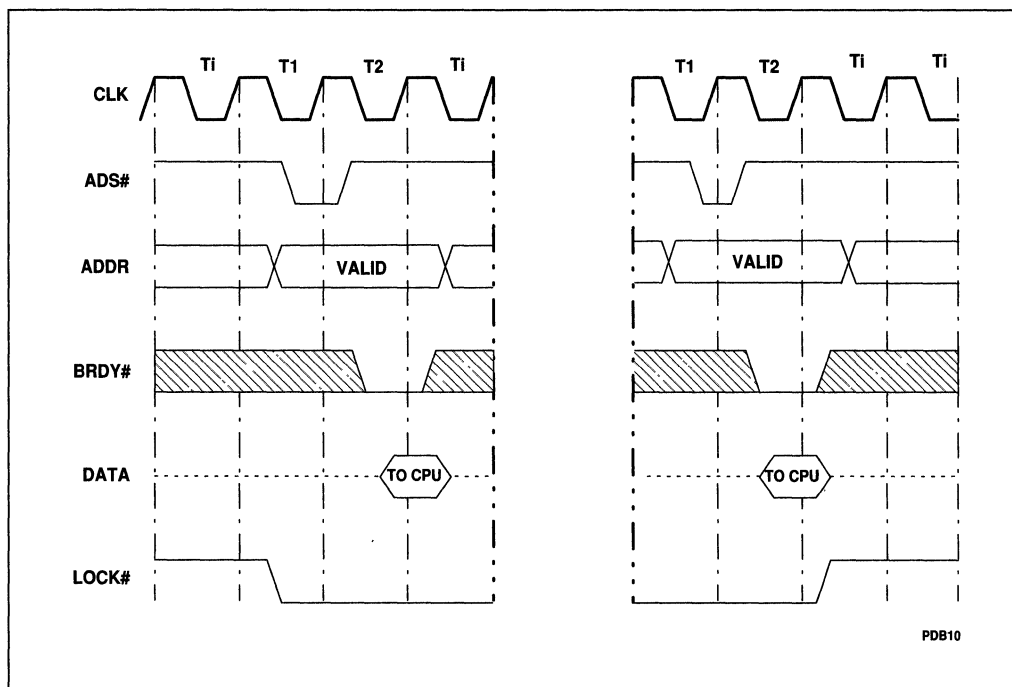 Ti T1 T2 Ti T1 T2 Ti Ti
CLK
ADS#
ADDR VALID VALID
BRDY#
DATA TO CPU TO CPU
LOCK#
PDB10